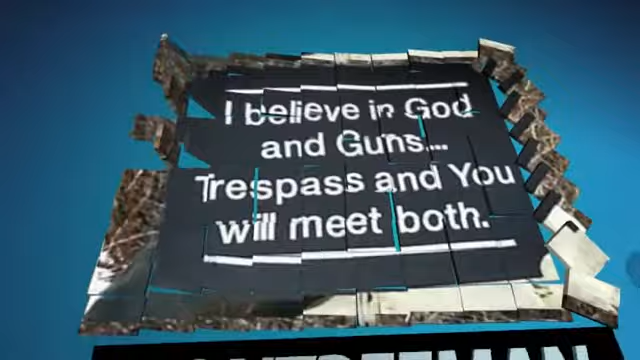 I believe in God
and Guns...
Trespass and You
will meet both.